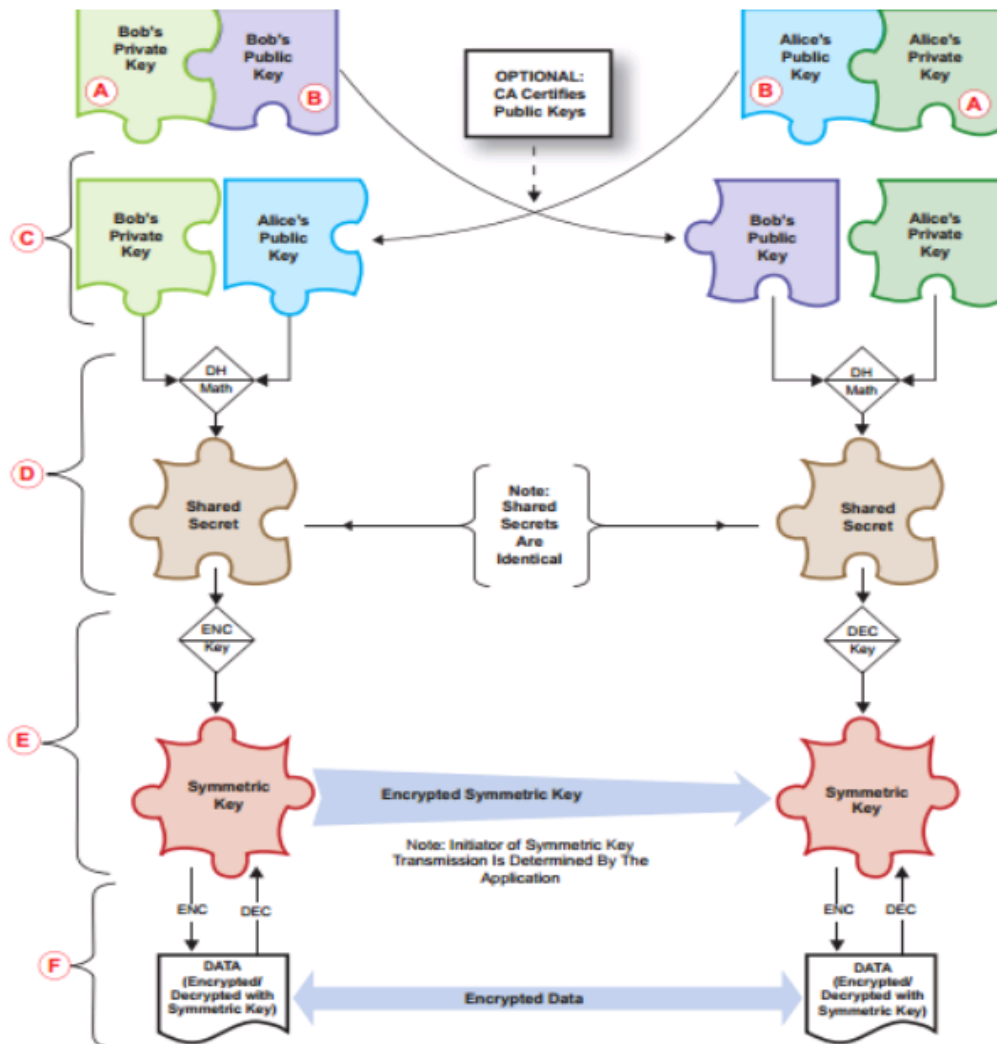 Bob's
Private
Key
A
Bob's
Public
Key
B
OPTIONAL:
CA Certifies
Public Keys
Alice's
Public
Key
B
Alice's
Private
Key
A
C
Bob's
Private
Key
Alice's
Public
Key
Bob's
Public
Key
Alice's
Private
Key
DH
Math
DH
Math
D
Shared
Secret
Note:
Shared
Secrets
Are
Identical
Shared
Secret
ENC
Key
DEC
Key
E
Symmetric
Key
Encrypted Symmetric Key
Symmetric
Key
Note: Initiator of Symmetric Key
Transmission Is Determined By The
Application
ENC
DEC
ENC
DEC
F
DATA
(Encrypted/
Decrypted with
Symmetric Key)
Encrypted Data
DATA
(Encrypted/
Decrypted with
Symmetric Key)